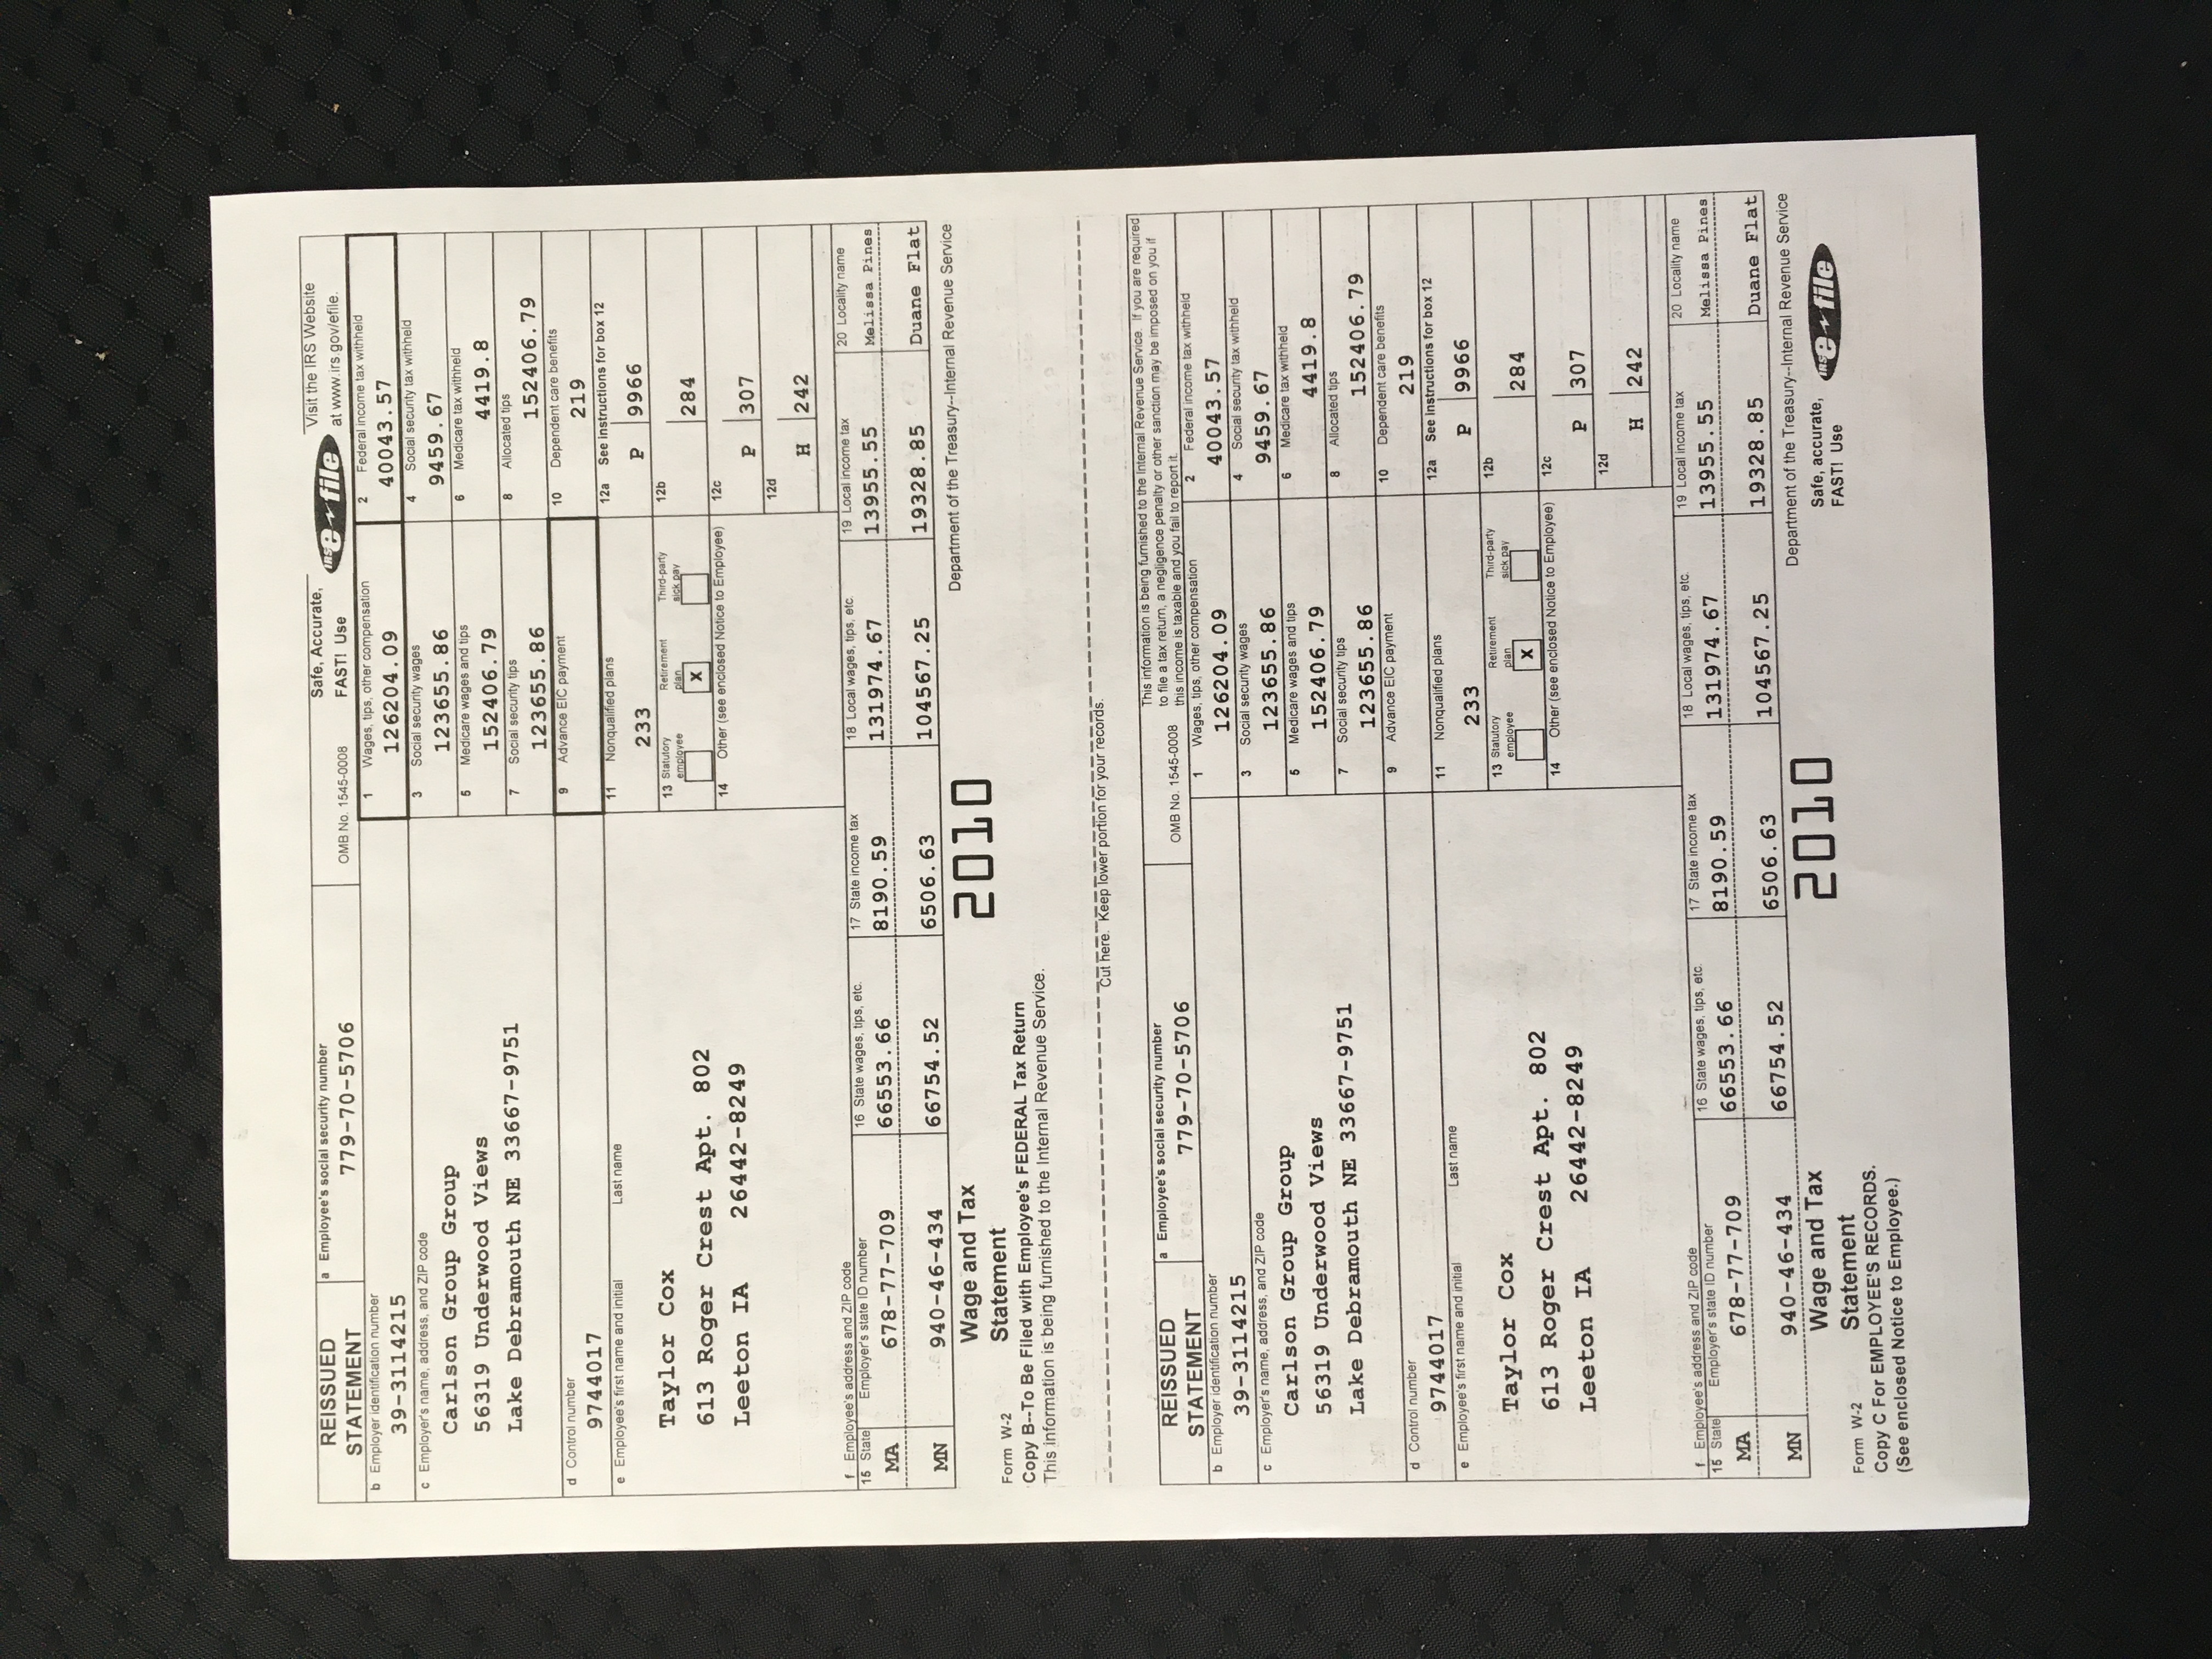 REISSUED STATEMENT
a Employee's social security number
779-70-5706
OMB No. 1545-0008
Safe, Accurate, FAST! Use
IRS e-file
Visit the IRS Website at www.irs.gov/efile.
b Employer identification number
39-3114215
1 Wages, tips, other compensation
126204.09
2 Federal income tax withheld
40043.57
c Employer's name, address, and ZIP code
Carlson Group Group
56319 Underwood Views
Lake Debramouth NE 33667-9751
3 Social security wages
123655.86
4 Social security tax withheld
9459.67
5 Medicare wages and tips
152406.79
6 Medicare tax withheld
4419.8
7 Social security tips
123655.86
8 Allocated tips
152406.79
d Control number
9744017
9 Advance EIC payment
10 Dependent care benefits
219
e Employee's first name and initial Last name
Taylor Cox
613 Roger Crest Apt. 802
Leeton IA 26442-8249
11 Nonqualified plans
233
12a See instructions for box 12
P 9966
13 Statutory employee Retirement plan Third-party sick pay
X
12b
284
14 Other (see enclosed Notice to Employee)
12c
P 307
12d
H 242
f Employee's address and ZIP code
15 State Employer's state ID number 16 State wages, tips, etc. 17 State income tax 18 Local wages, tips, etc. 19 Local income tax 20 Locality name
MA 678-77-709 66553.66 8190.59 131974.67 13955.55 Melissa Pines
MN 940-46-434 66754.52 6506.63 104567.25 19328.85 Duane Flat
Form W-2 Wage and Tax Statement
2010
Department of the Treasury--Internal Revenue Service
Copy B--To Be Filed with Employee's FEDERAL Tax Return
This information is being furnished to the Internal Revenue Service.
Cut here. Keep lower portion for your records.
REISSUED STATEMENT
a Employee's social security number
779-70-5706
OMB No. 1545-0008
This information is being furnished to the Internal Revenue Service. If you are required
to file a tax return, a negligence penalty or other sanction may be imposed on you if
this income is taxable and you fail to report it.
b Employer identification number
39-3114215
1 Wages, tips, other compensation
126204.09
2 Federal income tax withheld
40043.57
c Employer's name, address, and ZIP code
Carlson Group Group
56319 Underwood Views
Lake Debramouth NE 33667-9751
3 Social security wages
123655.86
4 Social security tax withheld
9459.67
5 Medicare wages and tips
152406.79
6 Medicare tax withheld
4419.8
7 Social security tips
123655.86
8 Allocated tips
152406.79
d Control number
9744017
9 Advance EIC payment
10 Dependent care benefits
219
e Employee's first name and initial Last name
Taylor Cox
613 Roger Crest Apt. 802
Leeton IA 26442-8249
11 Nonqualified plans
233
12a See instructions for box 12
P 9966
13 Statutory employee Retirement plan Third-party sick pay
X
12b
284
14 Other (see enclosed Notice to Employee)
12c
P 307
12d
H 242
f Employee's address and ZIP code
15 State Employer's state ID number 16 State wages, tips, etc. 17 State income tax 18 Local wages, tips, etc. 19 Local income tax 20 Locality name
MA 678-77-709 66553.66 8190.59 131974.67 13955.55 Melissa Pines
MN 940-46-434 66754.52 6506.63 104567.25 19328.85 Duane Flat
Form W-2 Wage and Tax Statement
2010
Department of the Treasury--Internal Revenue Service
Safe, accurate, FAST! Use
IRS e-file
Copy C For EMPLOYEE'S RECORDS.
(See enclosed Notice to Employee.)